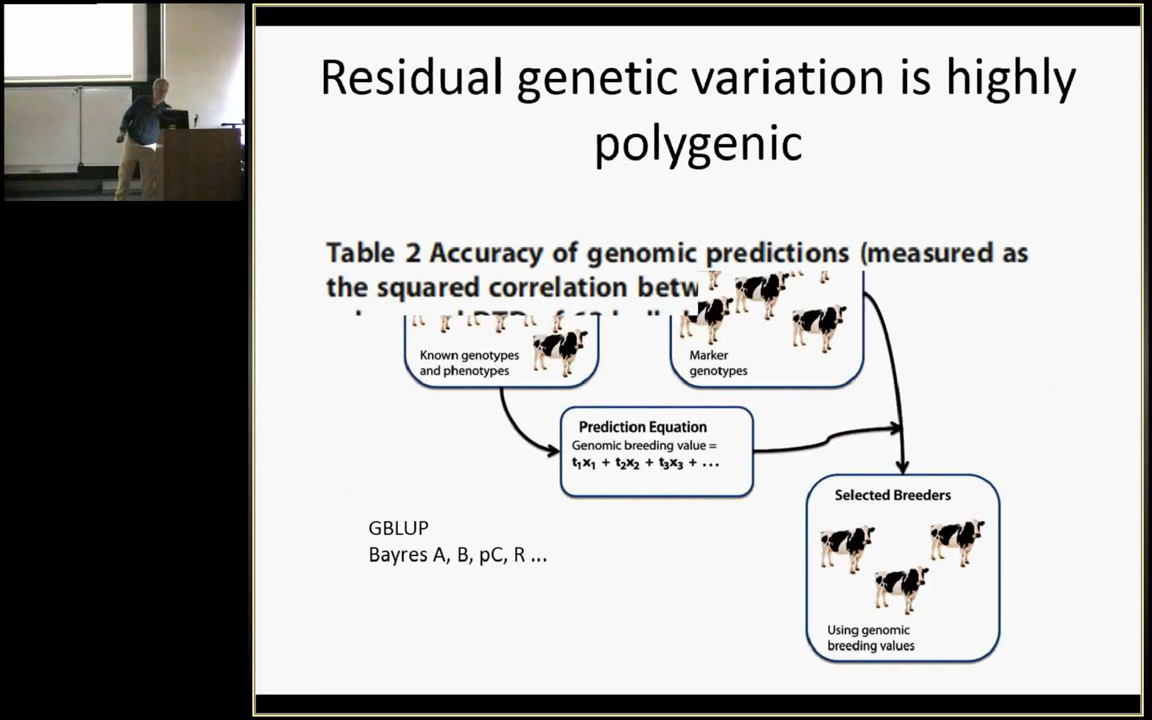 Residual genetic variation is highly
polygenic
Table 2 Accuracy of genomic predictions (measured as
the squared correlation betw
Known genotypes
and phenotypes
Marker
genotypes
Prediction Equation
Genomic breeding value =
t₁x₁ + t₂x₂ + t₃x₃ + ...
Selected Breeders
GBLUP
Bayres A, B, pC, R ...
Using genomic
breeding values